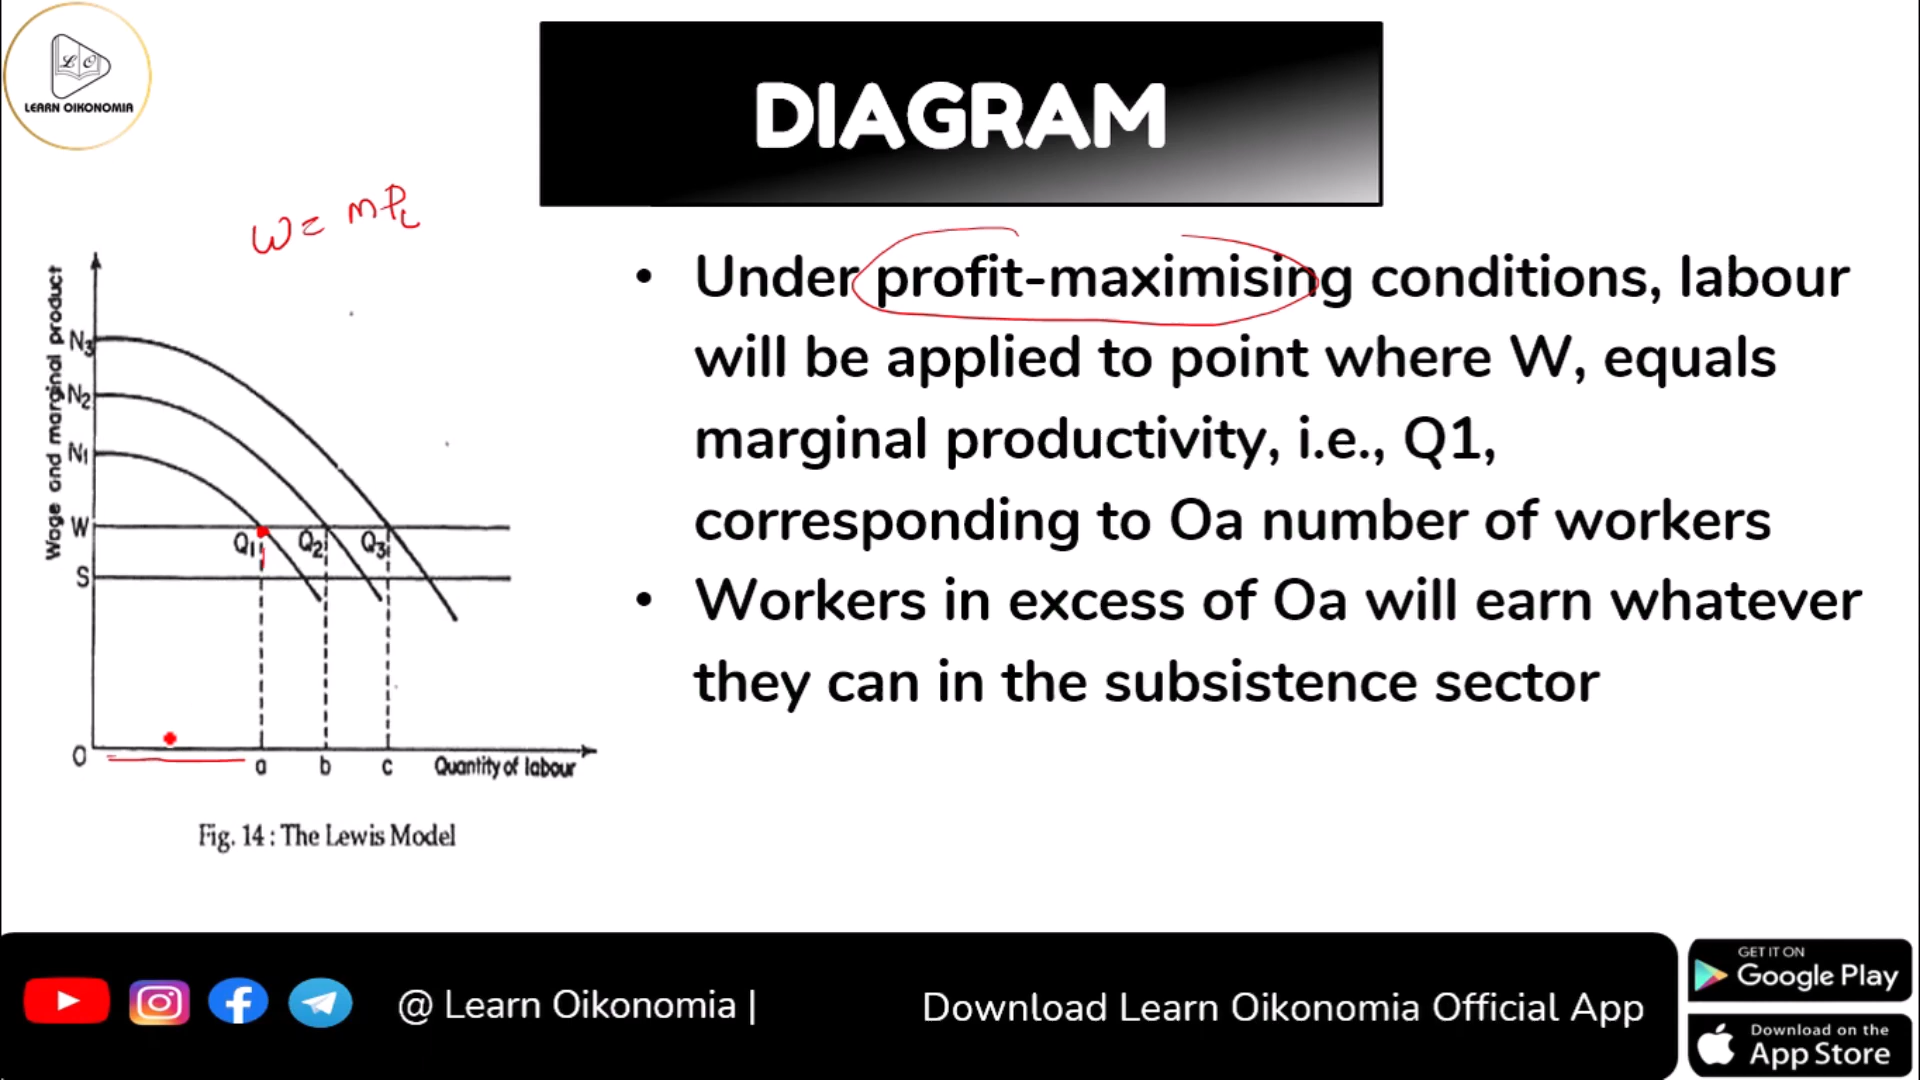 LO
LEARN OIKONOMIA
DIAGRAM
W = MPL
Wage and marginal product
N3
N2
N1
W
S
Q1 Q2 Q3
O a b c Quantity of labour
Fig. 14 : The Lewis Model
• Under profit-maximising conditions, labour
will be applied to point where W, equals
marginal productivity, i.e., Q1,
corresponding to Oa number of workers
• Workers in excess of Oa will earn whatever
they can in the subsistence sector
@ Learn Oikonomia |
Download Learn Oikonomia Official App
GET IT ON
Google Play
Download on the
App Store